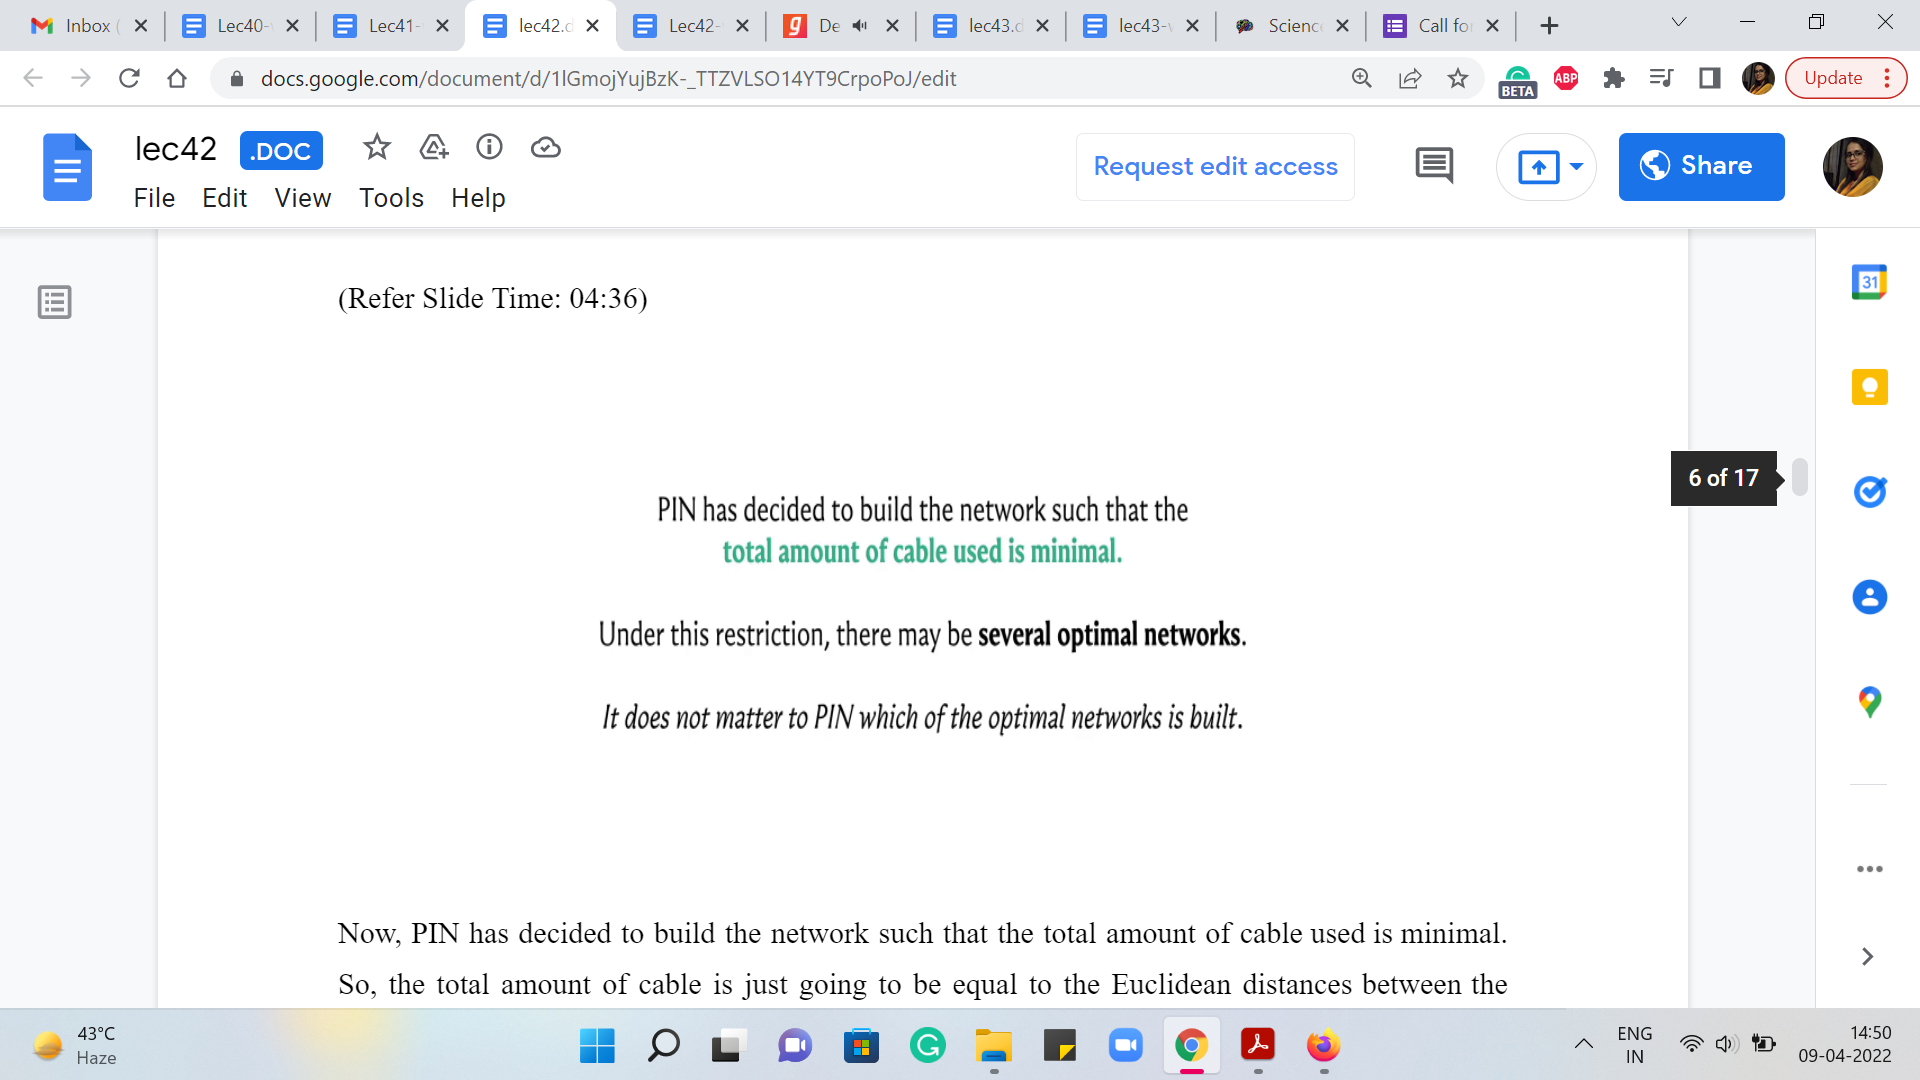 Inbox (
Lec40-
Lec41-
lec42.d
Lec42-
De
lec43.d
lec43-
Science
Call fo
docs.google.com/document/d/1lGmojYujBzK-_TTZVLSO14YT9CrpoPoJ/edit
BETA
ABP
Update
lec42
.DOC
File Edit View Tools Help
Request edit access
Share
(Refer Slide Time: 04:36)
31
6 of 17
PIN has decided to build the network such that the
total amount of cable used is minimal.
Under this restriction, there may be several optimal networks.
It does not matter to PIN which of the optimal networks is built.
Now, PIN has decided to build the network such that the total amount of cable used is minimal.
So, the total amount of cable is just going to be equal to the Euclidean distances between the
43°C
Haze
ENG
IN
14:50
09-04-2022